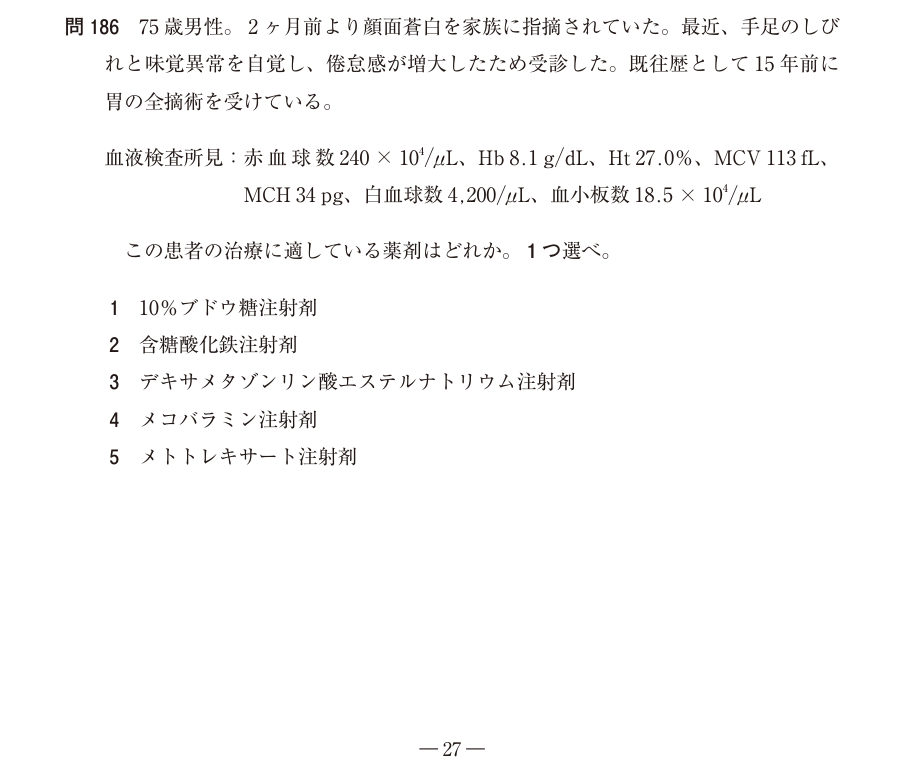 問 186　75 歳男性。2 ヶ月前より顔面蒼白を家族に指摘されていた。最近、手足のしび
れと味覚異常を自覚し、倦怠感が増大したため受診した。既往歴として 15 年前に
胃の全摘術を受けている。
血液検査所見：赤血球数 240 × 10⁴/μL、Hb 8.1 g/dL、Ht 27.0%、MCV 113 fL、
MCH 34 pg、白血球数 4,200/μL、血小板数 18.5 × 10⁴/μL
この患者の治療に適している薬剤はどれか。1 つ選べ。
1　10%ブドウ糖注射剤
2　含糖酸化鉄注射剤
3　デキサメタゾンリン酸エステルナトリウム注射剤
4　メコバラミン注射剤
5　メトトレキサート注射剤
— 27 —